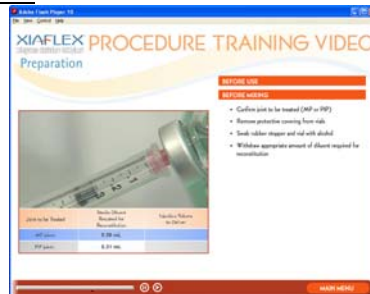 Adobe Flash Player 10
File View Control Help
XIAFLEX PROCEDURE TRAINING VIDEO
Preparation
BEFORE USE
BEFORE MIXING
• Confirm joint to be treated (MP or PIP)
• Remove protective covering from vials
• Swab rubber stopper and vial with alcohol
• Withdraw appropriate amount of diluent required for
reconstitution
Joint to be Treated
Sterile Diluent
Required for
Reconstitution
Injection Volume
to Deliver
MP joints 0.39 mL
PIP joints 0.31 mL
MAIN MENU